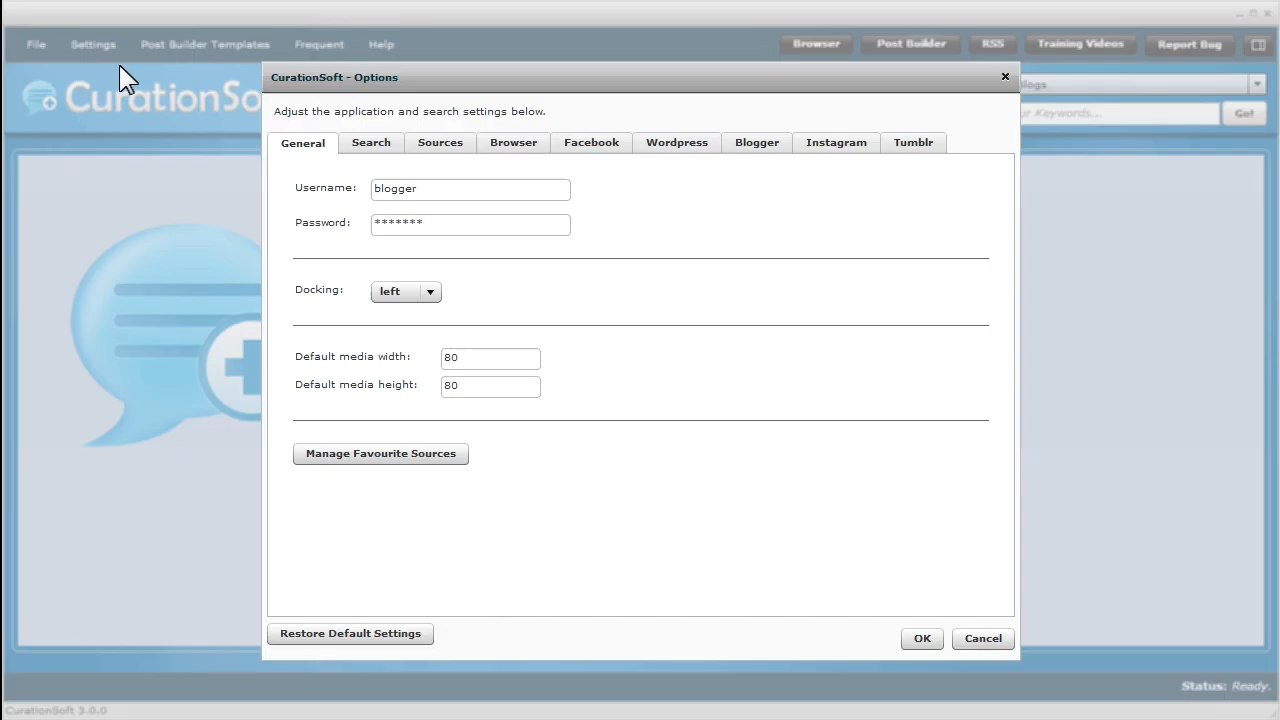 File Settings Post Builder Templates Frequent Help Browser Post Builder RSS Training Videos Report Bug
CurationSo
CurationSoft - Options
logs
ur Keywords... Go!
Adjust the application and search settings below.
General Search Sources Browser Facebook Wordpress Blogger Instagram Tumblr
Username: blogger
Password: *******
Docking: left
Default media width: 80
Default media height: 80
Manage Favourite Sources
Restore Default Settings OK Cancel
Status: Ready.
CurationSoft 3.0.0